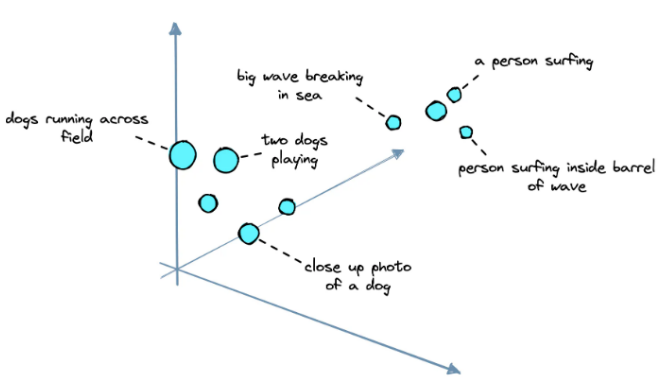 a person surfing
big wave breaking
in sea
dogs running across
field
two dogs
playing
person surfing inside barrel
of wave
close up photo
of a dog